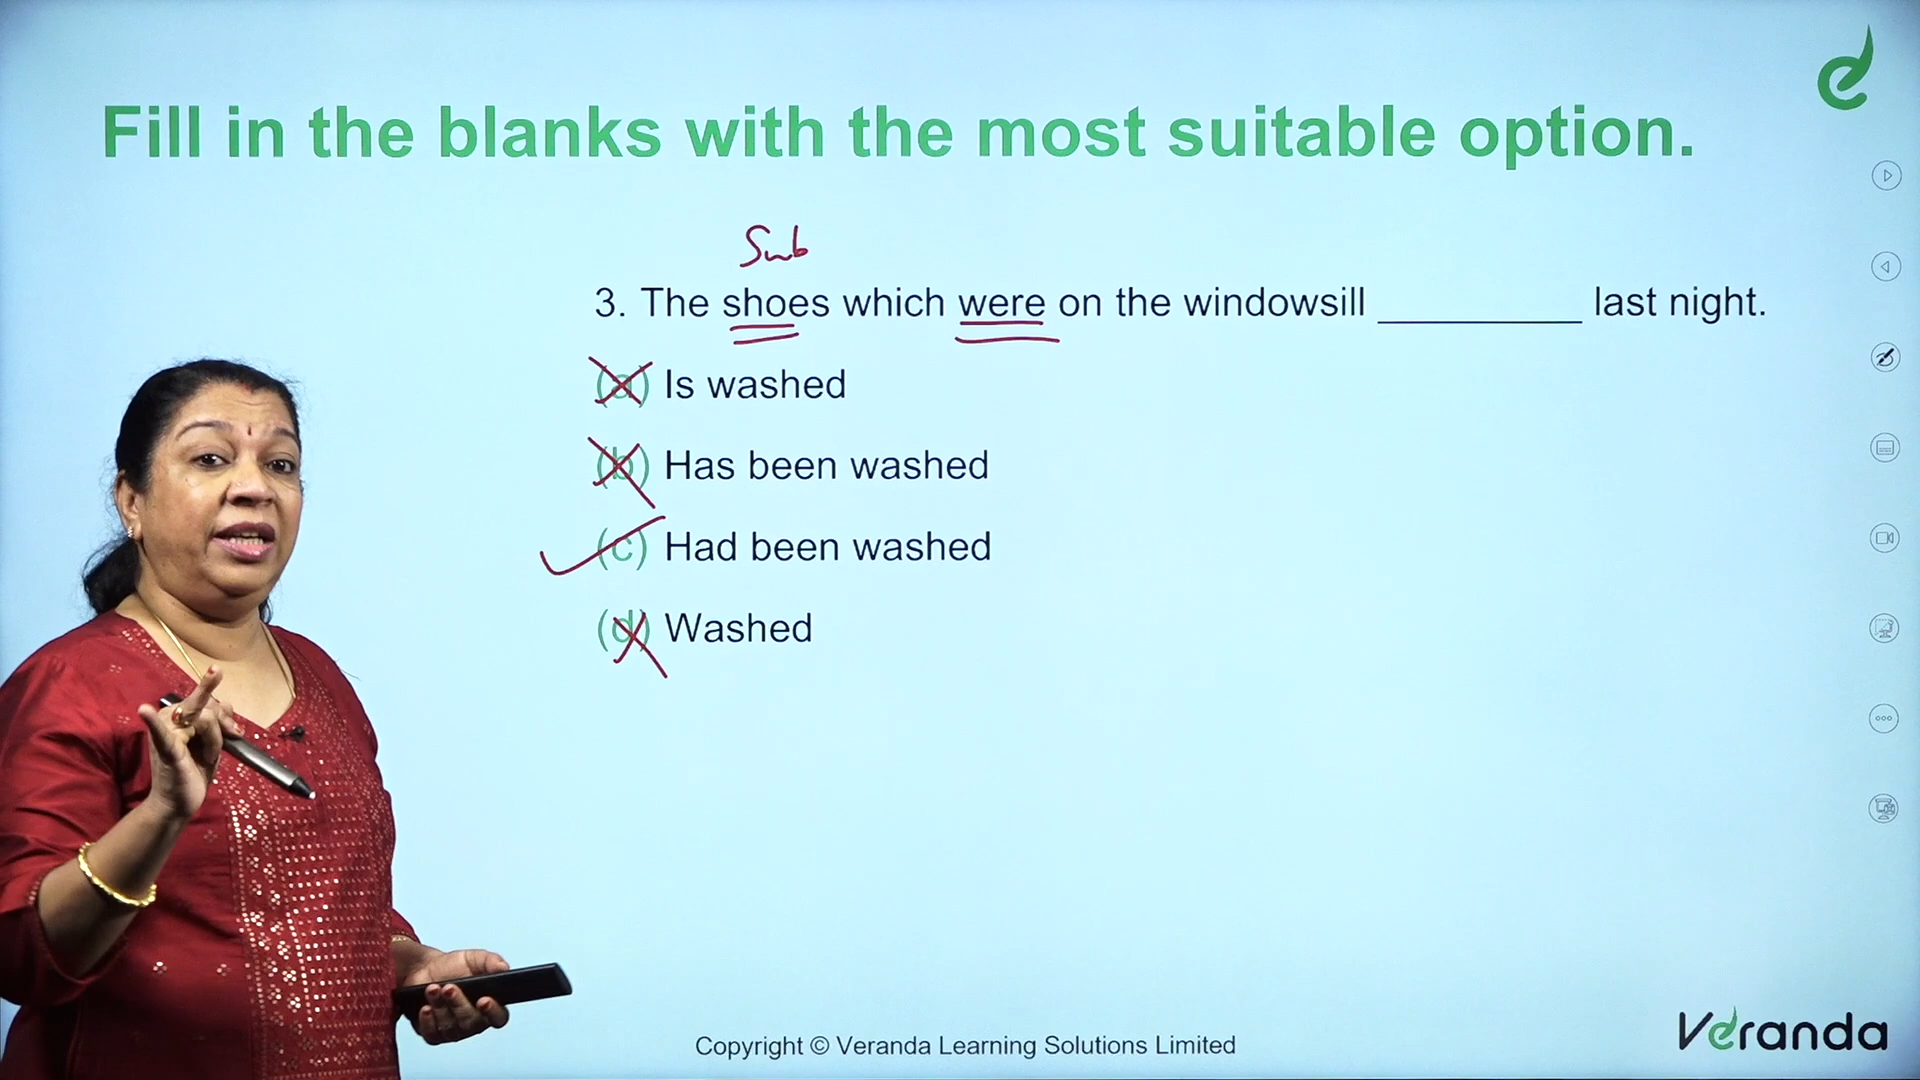 Fill in the blanks with the most suitable option.
Sub
3. The shoes which were on the windowsill _________ last night.
(a) Is washed
(b) Has been washed
(c) Had been washed
(d) Washed
Veranda
Copyright © Veranda Learning Solutions Limited